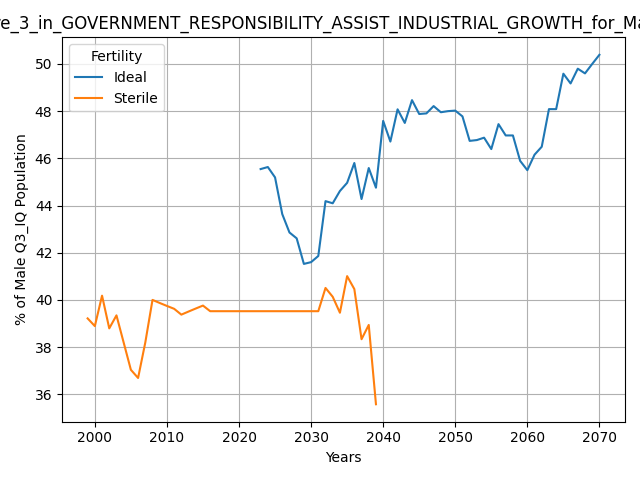 re_3_in_GOVERNMENT_RESPONSIBILITY_ASSIST_INDUSTRIAL_GROWTH_for_Ma
Fertility
Ideal
Sterile
% of Male Q3_IQ Population
50
48
46
44
42
40
38
36
2000 2010 2020 2030 2040 2050 2060 2070
Years